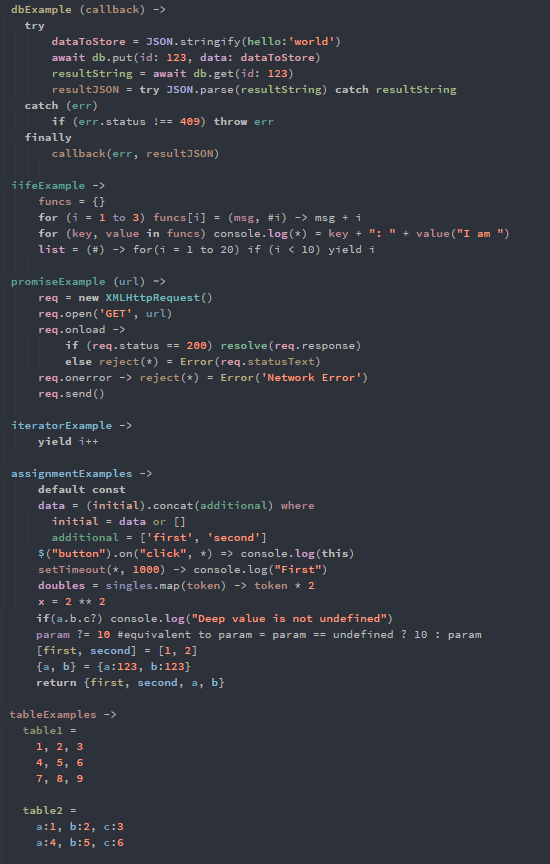 dbExample (callback) ->
  try
      dataToStore = JSON.stringify(hello:'world')
      await db.put(id: 123, data: dataToStore)
      resultString = await db.get(id: 123)
      resultJSON = try JSON.parse(resultString) catch resultString
  catch (err)
      if (err.status !== 409) throw err
  finally
      callback(err, resultJSON)

iifeExample ->
    funcs = {}
    for (i = 1 to 3) funcs[i] = (msg, #i) -> msg + i
    for (key, value in funcs) console.log(*) = key + ": " + value("I am ")
    list = (#) -> for(i = 1 to 20) if (i < 10) yield i

promiseExample (url) ~>
    req = new XMLHttpRequest()
    req.open('GET', url)
    req.onload ->
        if (req.status == 200) resolve(req.response)
        else reject(*) = Error(req.statusText)
    req.onerror -> reject(*) = Error('Network Error')
    req.send()

iteratorExample ->
    yield i++

assignmentExamples ->
    default const
    data = (initial).concat(additional) where
      initial = data or []
      additional = ['first', 'second']
    $("button").on("click", *) => console.log(this)
    setTimeout(*, 1000) -> console.log("First")
    doubles = singles.map(token) -> token * 2
    x = 2 ** 2
    if(a.b.c?) console.log("Deep value is not undefined")
    param ?= 10 #equivalent to param = param == undefined ? 10 : param
    [first, second] = [1, 2]
    {a, b} = {a:123, b:123}
    return {first, second, a, b}

tableExamples ->
  table1 =
    1, 2, 3
    4, 5, 6
    7, 8, 9

  table2 =
    a:1, b:2, c:3
    a:4, b:5, c:6